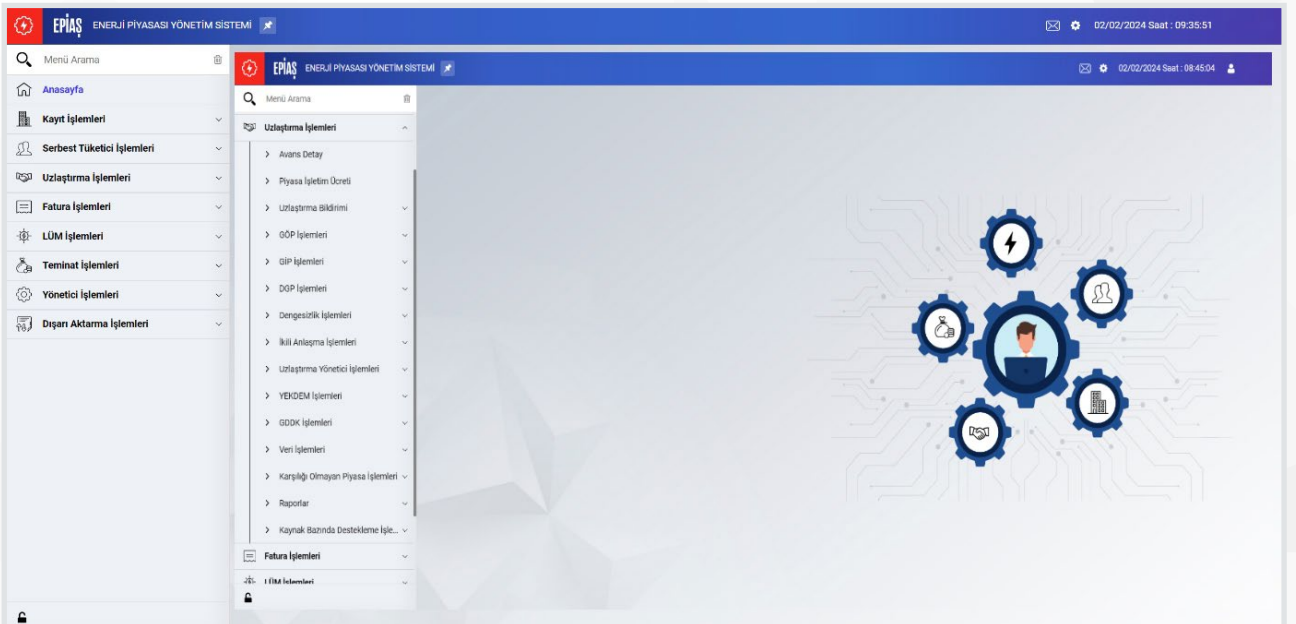 EPİAŞ ENERJİ PİYASASI YÖNETİM SİSTEMİ 02/02/2024 Saat : 09:35:51
Menü Arama
Anasayfa
Kayıt İşlemleri
Serbest Tüketici İşlemleri
Uzlaştırma İşlemleri
Fatura İşlemleri
LÜM İşlemleri
Teminat İşlemleri
Yönetici İşlemleri
Dışarı Aktarma İşlemleri
EPİAŞ ENERJİ PİYASASI YÖNETİM SİSTEMİ 02/02/2024 Saat : 08:45:04
Menü Arama
Uzlaştırma İşlemleri
Avans Detay
Piyasa İşletim Ücreti
Uzlaştırma Bildirimi
GÖP İşlemleri
GİP İşlemleri
DGP İşlemleri
Dengesizlik İşlemleri
İkili Anlaşma İşlemleri
Uzlaştırma Yönetici İşlemleri
YEKDEM İşlemleri
GDDK İşlemleri
Veri İşlemleri
Karşılığı Olmayan Piyasa İşlemleri
Raporlar
Kaynak Bazında Destekleme İşle...
Fatura İşlemleri
LÜM İşlemleri